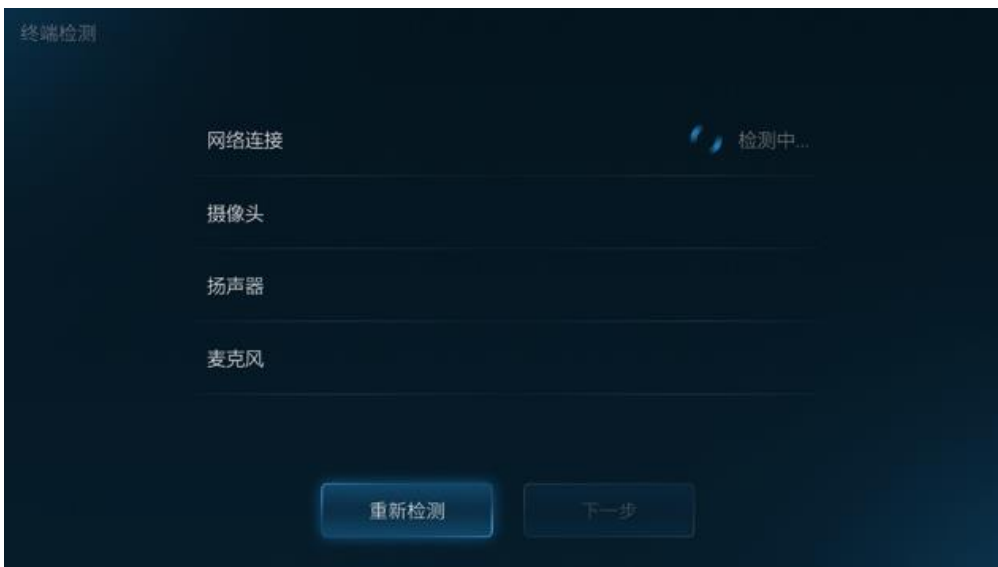 终端检测
网络连接 检测中...
摄像头
扬声器
麦克风
重新检测 下一步